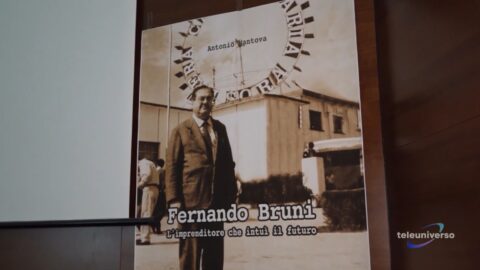 Antonio Mantova
Fernando Bruni
L'imprenditore che intuì il futuro
teleuniverso